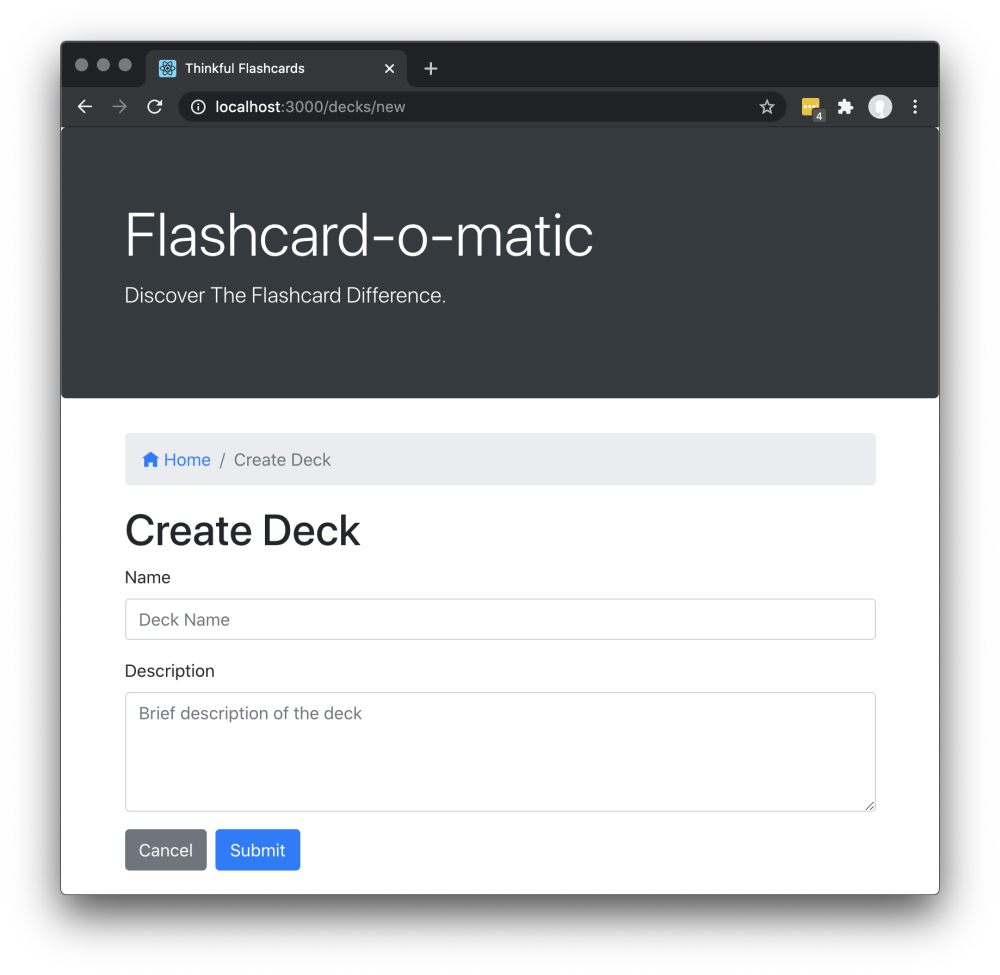 Thinkful Flashcards
localhost:3000/decks/new
4
Flashcard-o-matic
Discover The Flashcard Difference.
Home / Create Deck
Create Deck
Name
Deck Name
Description
Brief description of the deck
Cancel Submit